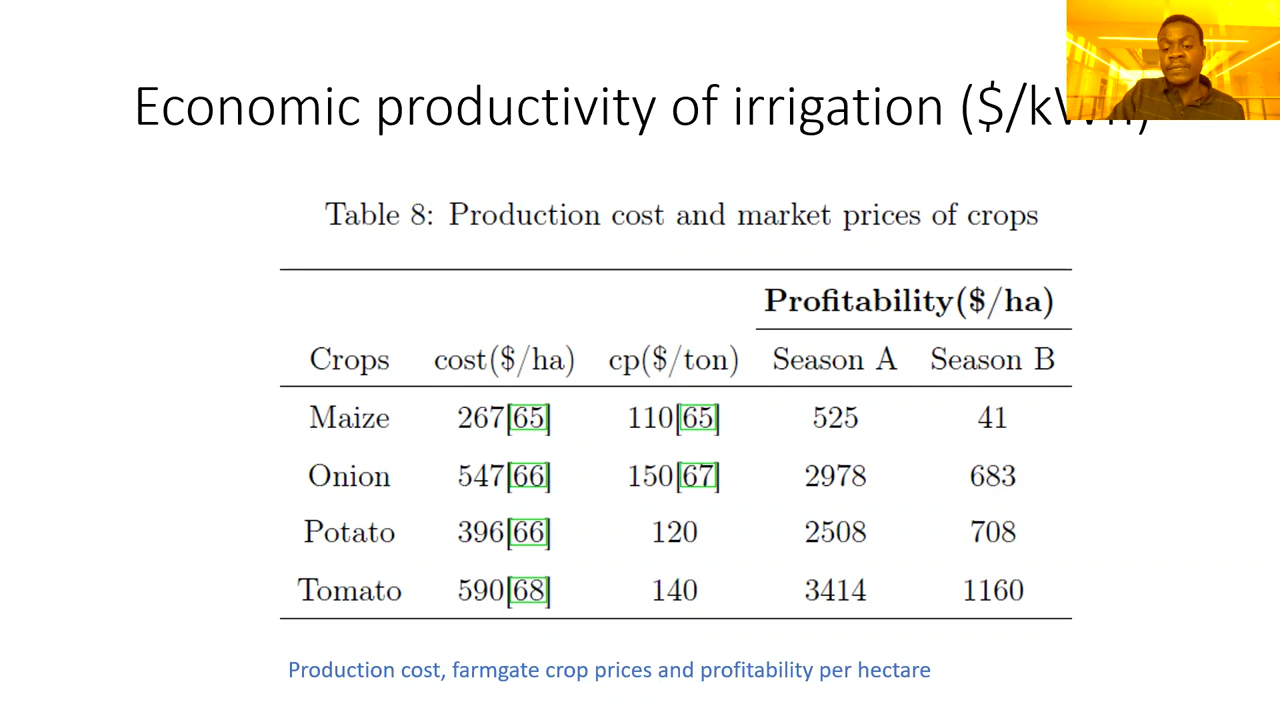 Economic productivity of irrigation ($/kWh)
Table 8: Production cost and market prices of crops
Profitability($/ha)
Crops cost($/ha) cp($/ton) Season A Season B
Maize 267[65] 110[65] 525 41
Onion 547[66] 150[67] 2978 683
Potato 396[66] 120 2508 708
Tomato 590[68] 140 3414 1160
Production cost, farmgate crop prices and profitability per hectare